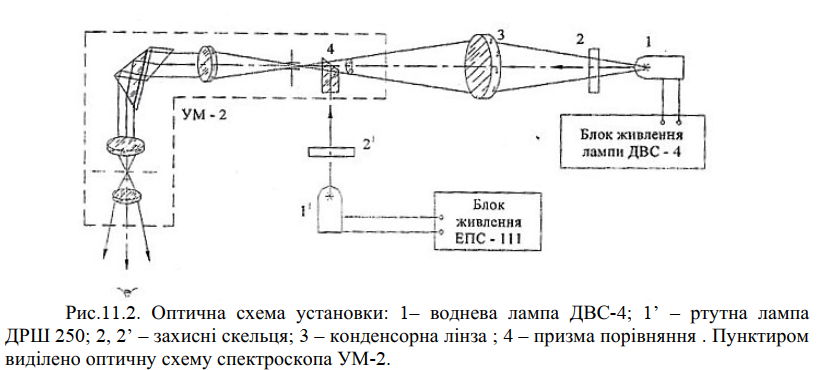 4
3
2
1
УМ - 2
2'
Блок живлення
лампи ДВС - 4
1'
Блок
живлення
ЕПС - 111
Рис.11.2. Оптична схема установки: 1– воднева лампа ДВС-4; 1’ – ртутна лампа
ДРШ 250; 2, 2’ – захисні скельця; 3 – конденсорна лінза ; 4 – призма порівняння . Пунктиром
виділено оптичну схему спектроскопа УМ-2.